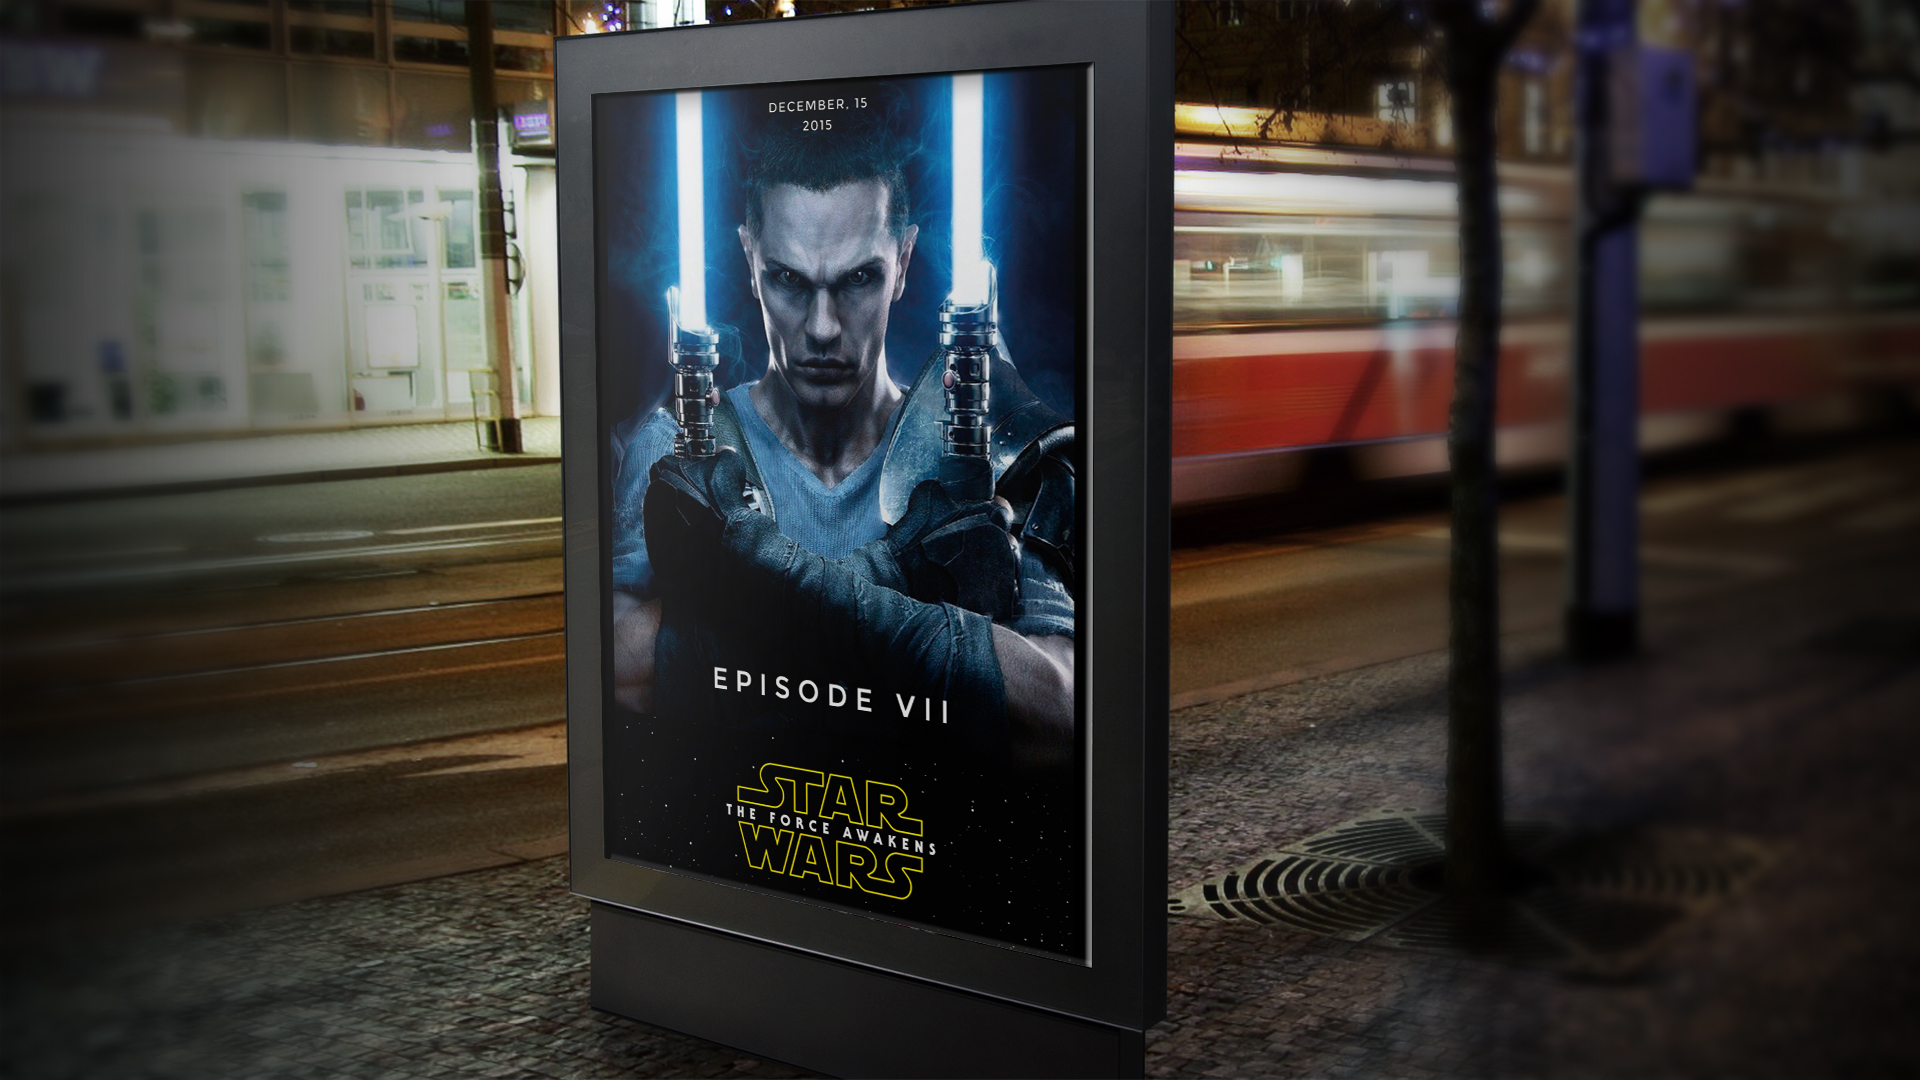 DECEMBER, 15
2015
EPISODE VII
STAR
THE FORCE AWAKENS
WARS